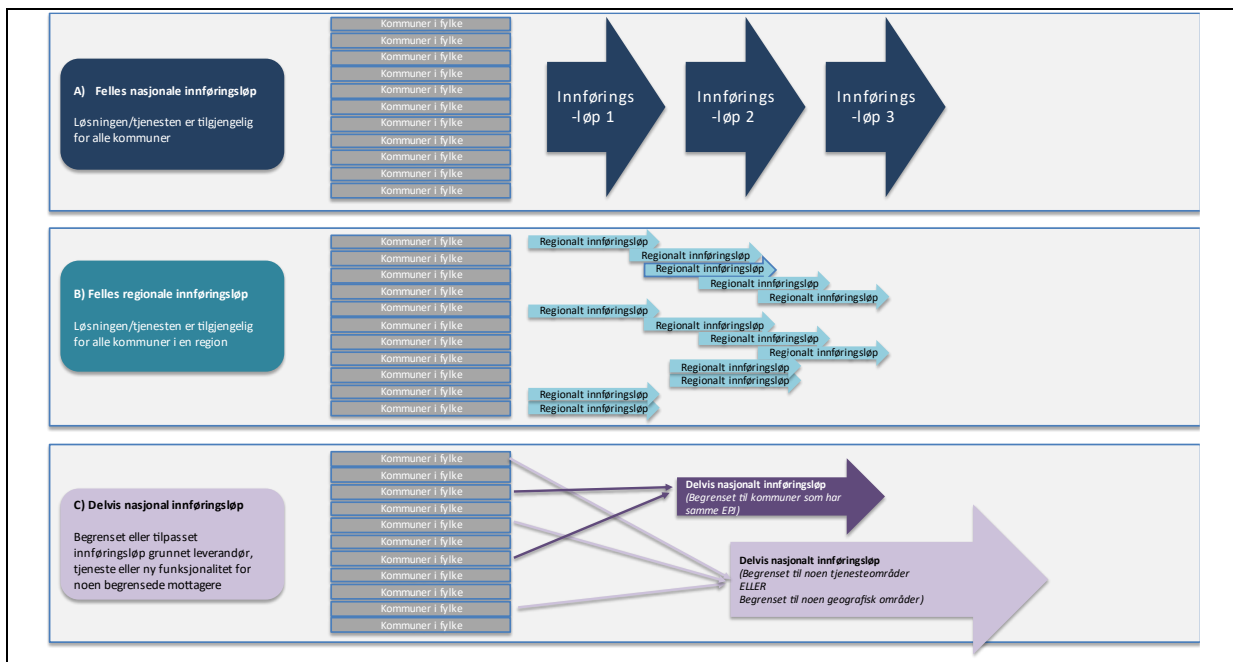 A) Felles nasjonale innføringsløp
Løsningen/tjenesten er tilgjengelig
for alle kommuner
Kommuner i fylke
Kommuner i fylke
Kommuner i fylke
Kommuner i fylke
Kommuner i fylke
Kommuner i fylke
Kommuner i fylke
Kommuner i fylke
Kommuner i fylke
Kommuner i fylke
Kommuner i fylke
Innførings
-løp 1
Innførings
-løp 2
Innførings
-løp 3
B) Felles regionale innføringsløp
Løsningen/tjenesten er tilgjengelig
for alle kommuner i en region
Kommuner i fylke
Kommuner i fylke
Kommuner i fylke
Kommuner i fylke
Kommuner i fylke
Kommuner i fylke
Kommuner i fylke
Kommuner i fylke
Kommuner i fylke
Kommuner i fylke
Kommuner i fylke
Regionalt innføringsløp
Regionalt innføringsløp
Regionalt innføringsløp
Regionalt innføringsløp
Regionalt innføringsløp
Regionalt innføringsløp
Regionalt innføringsløp
Regionalt innføringsløp
Regionalt innføringsløp
Regionalt innføringsløp
Regionalt innføringsløp
Regionalt innføringsløp
Regionalt innføringsløp
C) Delvis nasjonal innføringsløp
Begrenset eller tilpasset
innføringsløp grunnet leverandør,
tjeneste eller ny funksjonalitet for
noen begrensede mottagere
Kommuner i fylke
Kommuner i fylke
Kommuner i fylke
Kommuner i fylke
Kommuner i fylke
Kommuner i fylke
Kommuner i fylke
Kommuner i fylke
Kommuner i fylke
Kommuner i fylke
Kommuner i fylke
Delvis nasjonalt innføringsløp
(Begrenset til kommuner som har
samme EPJ)
Delvis nasjonalt innføringsløp
(Begrenset til noen tjenesteområder
ELLER
Begrenset til noen geografisk områder)